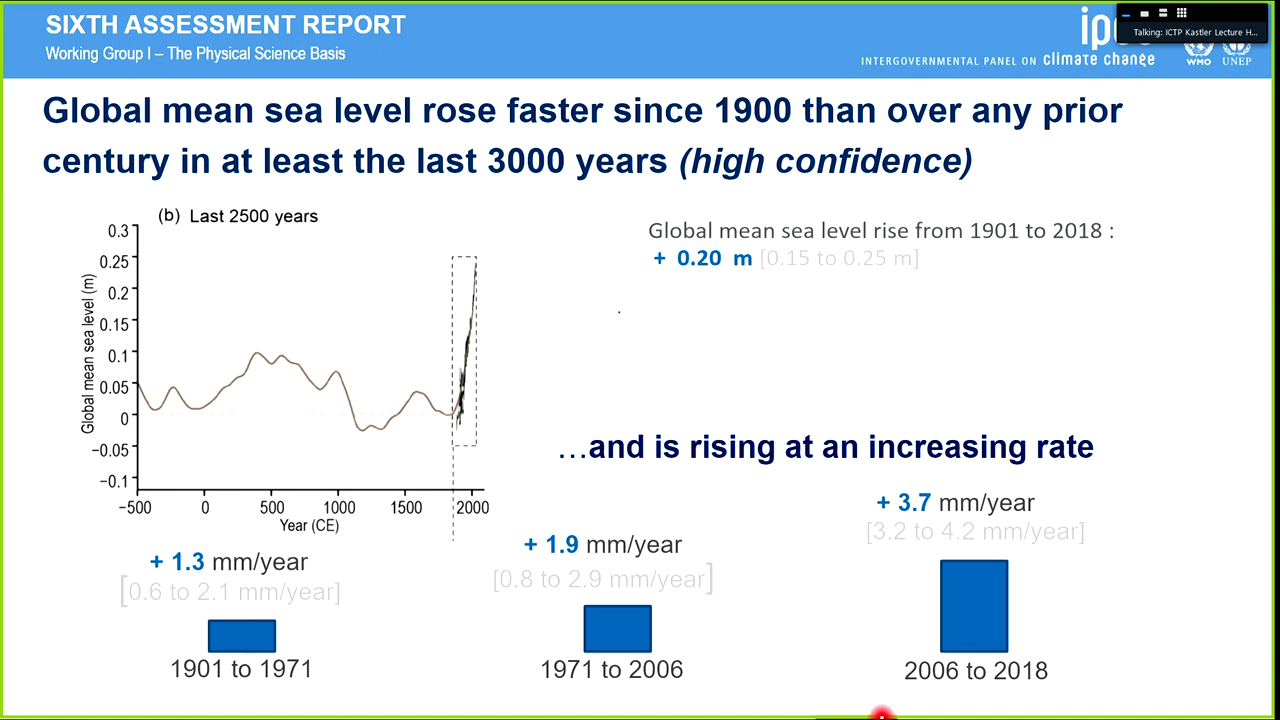 SIXTH ASSESSMENT REPORT
Working Group I – The Physical Science Basis
Talking: ICTP Kastler Lecture H...
INTERGOVERNMENTAL PANEL ON climate change
WMO UNEP
Global mean sea level rose faster since 1900 than over any prior
century in at least the last 3000 years (high confidence)
(b) Last 2500 years
Global mean sea level (m)
0.3
0.25
0.2
0.15
0.1
0.05
0
−0.05
−0.1
−500 0 500 1000 1500 2000
Year (CE)
Global mean sea level rise from 1901 to 2018 :
+ 0.20 m [0.15 to 0.25 m]
...and is rising at an increasing rate
+ 1.3 mm/year
[0.6 to 2.1 mm/year]
1901 to 1971
+ 1.9 mm/year
[0.8 to 2.9 mm/year]
1971 to 2006
+ 3.7 mm/year
[3.2 to 4.2 mm/year]
2006 to 2018